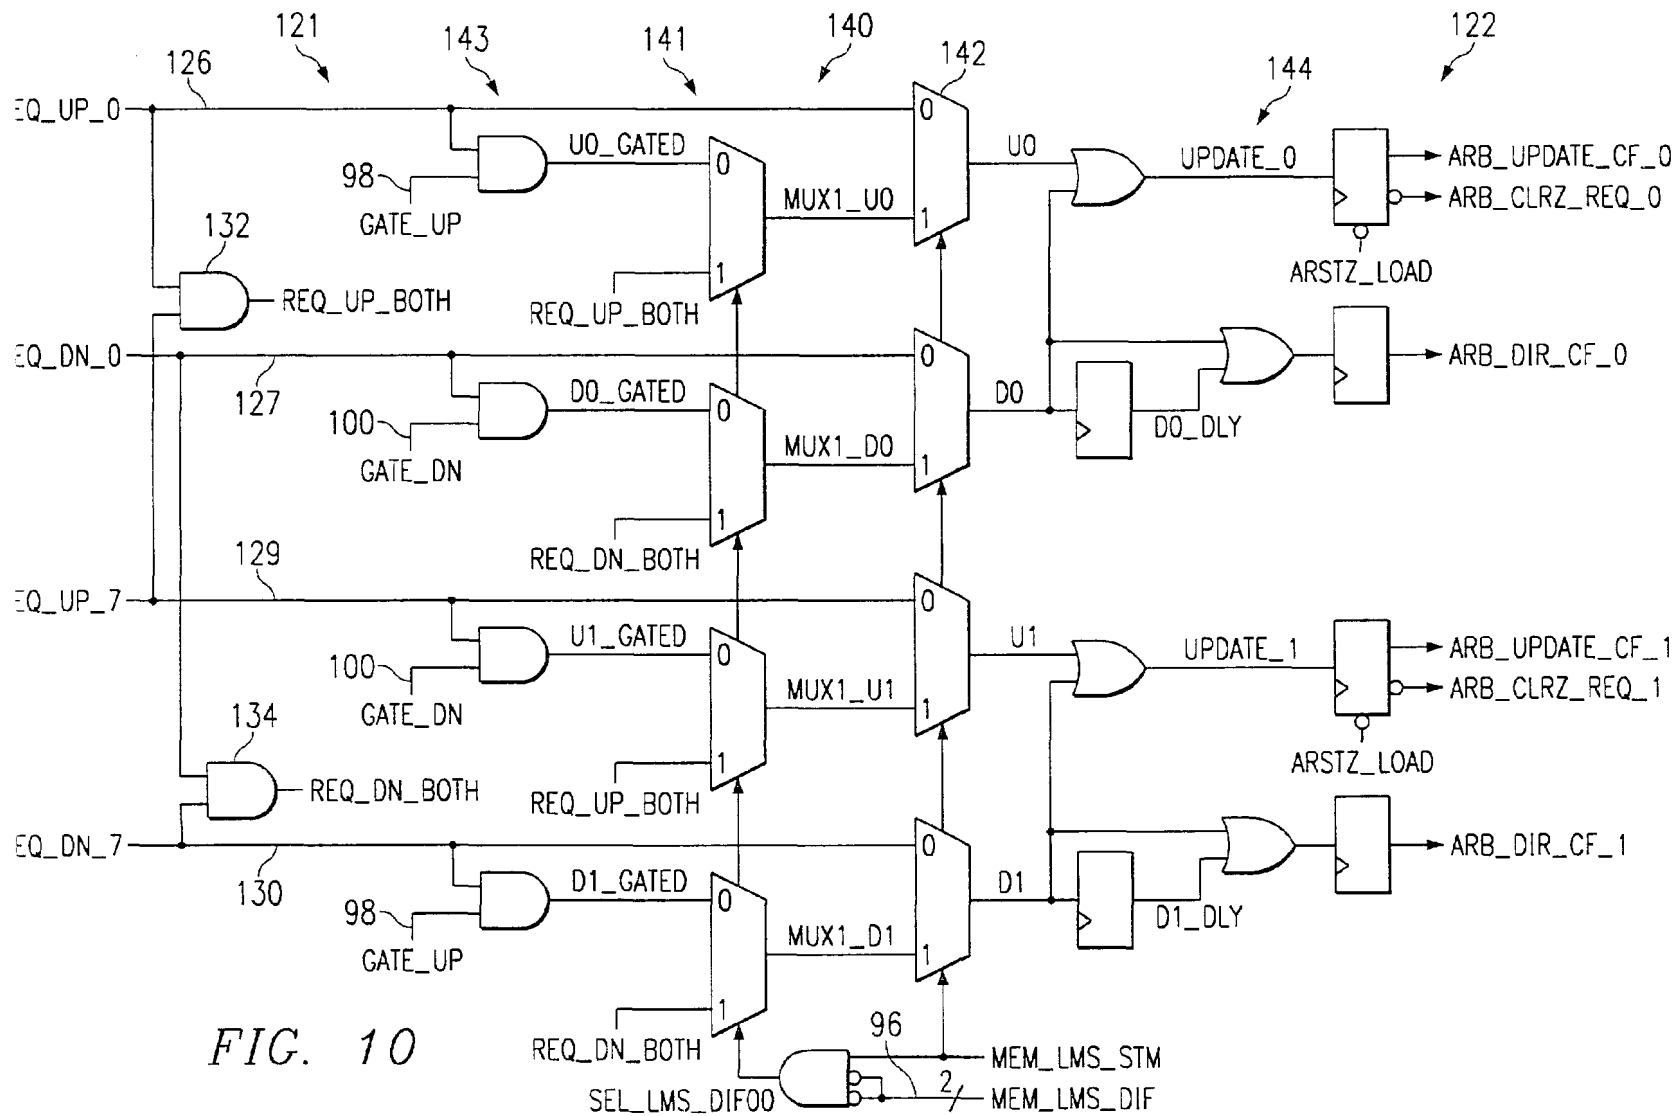 121
143
141
140
142
122
126
144
EQ_UP_0
0
U0_GATED
0
U0
UPDATE_0
ARB_UPDATE_CF_0
98
GATE_UP
MUX1_U0
1
ARB_CLRZ_REQ_0
132
1
ARSTZ_LOAD
REQ_UP_BOTH
REQ_UP_BOTH
EQ_DN_0
0
ARB_DIR_CF_0
127
D0_GATED
0
D0
100
GATE_DN
MUX1_D0
1
D0_DLY
1
REQ_DN_BOTH
129
EQ_UP_7
0
U1_GATED
0
U1
UPDATE_1
ARB_UPDATE_CF_1
100
GATE_DN
MUX1_U1
1
ARB_CLRZ_REQ_1
134
1
ARSTZ_LOAD
REQ_DN_BOTH
REQ_UP_BOTH
EQ_DN_7
0
ARB_DIR_CF_1
130
D1_GATED
0
D1
98
GATE_UP
MUX1_D1
1
D1_DLY
1
REQ_DN_BOTH
96
MEM_LMS_STM
SEL_LMS_DIF00
2
MEM_LMS_DIF
FIG. 10